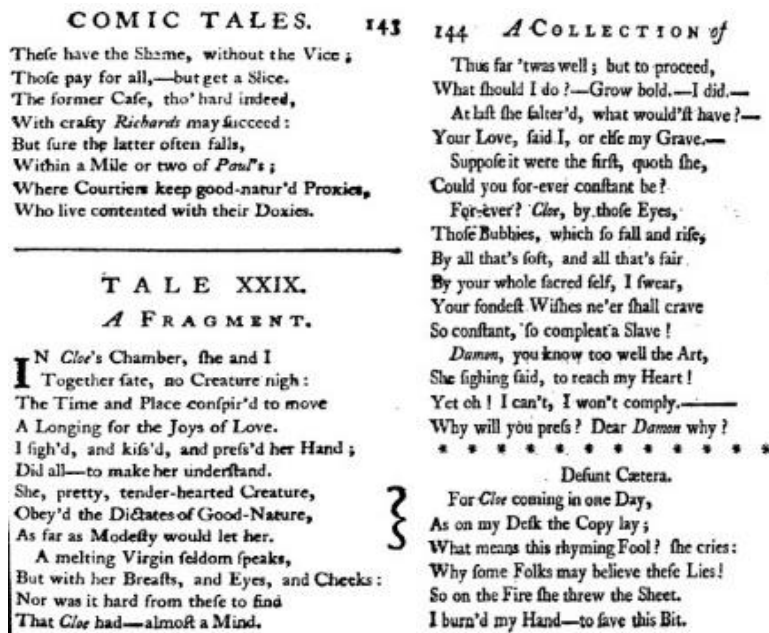 COMIC TALES. 143
Theſe have the Shame, without the Vice;
Thoſe pay for all,—but get a Slice.
The former Caſe, tho' hard indeed,
With crafty Richards may ſucceed:
But ſure the latter often falls,
Within a Mile or two of Paul's;
Where Courtiers keep good-natur'd Proxies,
Who live contented with their Doxies.
TALE XXIX.
A FRAGMENT.
IN Cloe's Chamber, ſhe and I
Together ſate, no Creature nigh:
The Time and Place conſpir'd to move
A Longing for the Joys of Love.
I ſigh'd, and kiſs'd, and preſs'd her Hand;
Did all—to make her underſtand.
She, pretty, tender-hearted Creature,
Obey'd the Dictates of Good-Nature,
As far as Modeſty would let her.
A melting Virgin ſeldom ſpeaks,
But with her Breaſts, and Eyes, and Cheeks:
Nor was it hard from theſe to find
That Cloe had—almoſt a Mind.
144 A COLLECTION of
Thus far 'twas well; but to proceed,
What ſhould I do?—Grow bold.—I did.—
At laſt ſhe falter'd, what would'ſt have?—
Your Love, ſaid I, or elſe my Grave.—
Suppoſe it were the firſt, quoth ſhe,
Could you for-ever conſtant be?
For-ever? Cloe, by thoſe Eyes,
Thoſe Bubbies, which ſo fall and riſe,
By all that's ſoft, and all that's fair
By your whole ſacred ſelf, I ſwear,
Your fondeſt Wiſhes ne'er ſhall crave
So conſtant, ſo compleat a Slave!
Damon, you know too well the Art,
She ſighing ſaid, to reach my Heart!
Yet oh! I can't, I won't comply.——
Why will you preſs? Dear Damon why?
* * * * * * * * * * * *
Deſunt Cætera.
For Cloe coming in one Day,
As on my Deſk the Copy lay;
What means this rhyming Fool? ſhe cries:
Why ſome Folks may believe theſe Lies!
So on the Fire ſhe threw the Sheet.
I burn'd my Hand—to ſave this Bit.